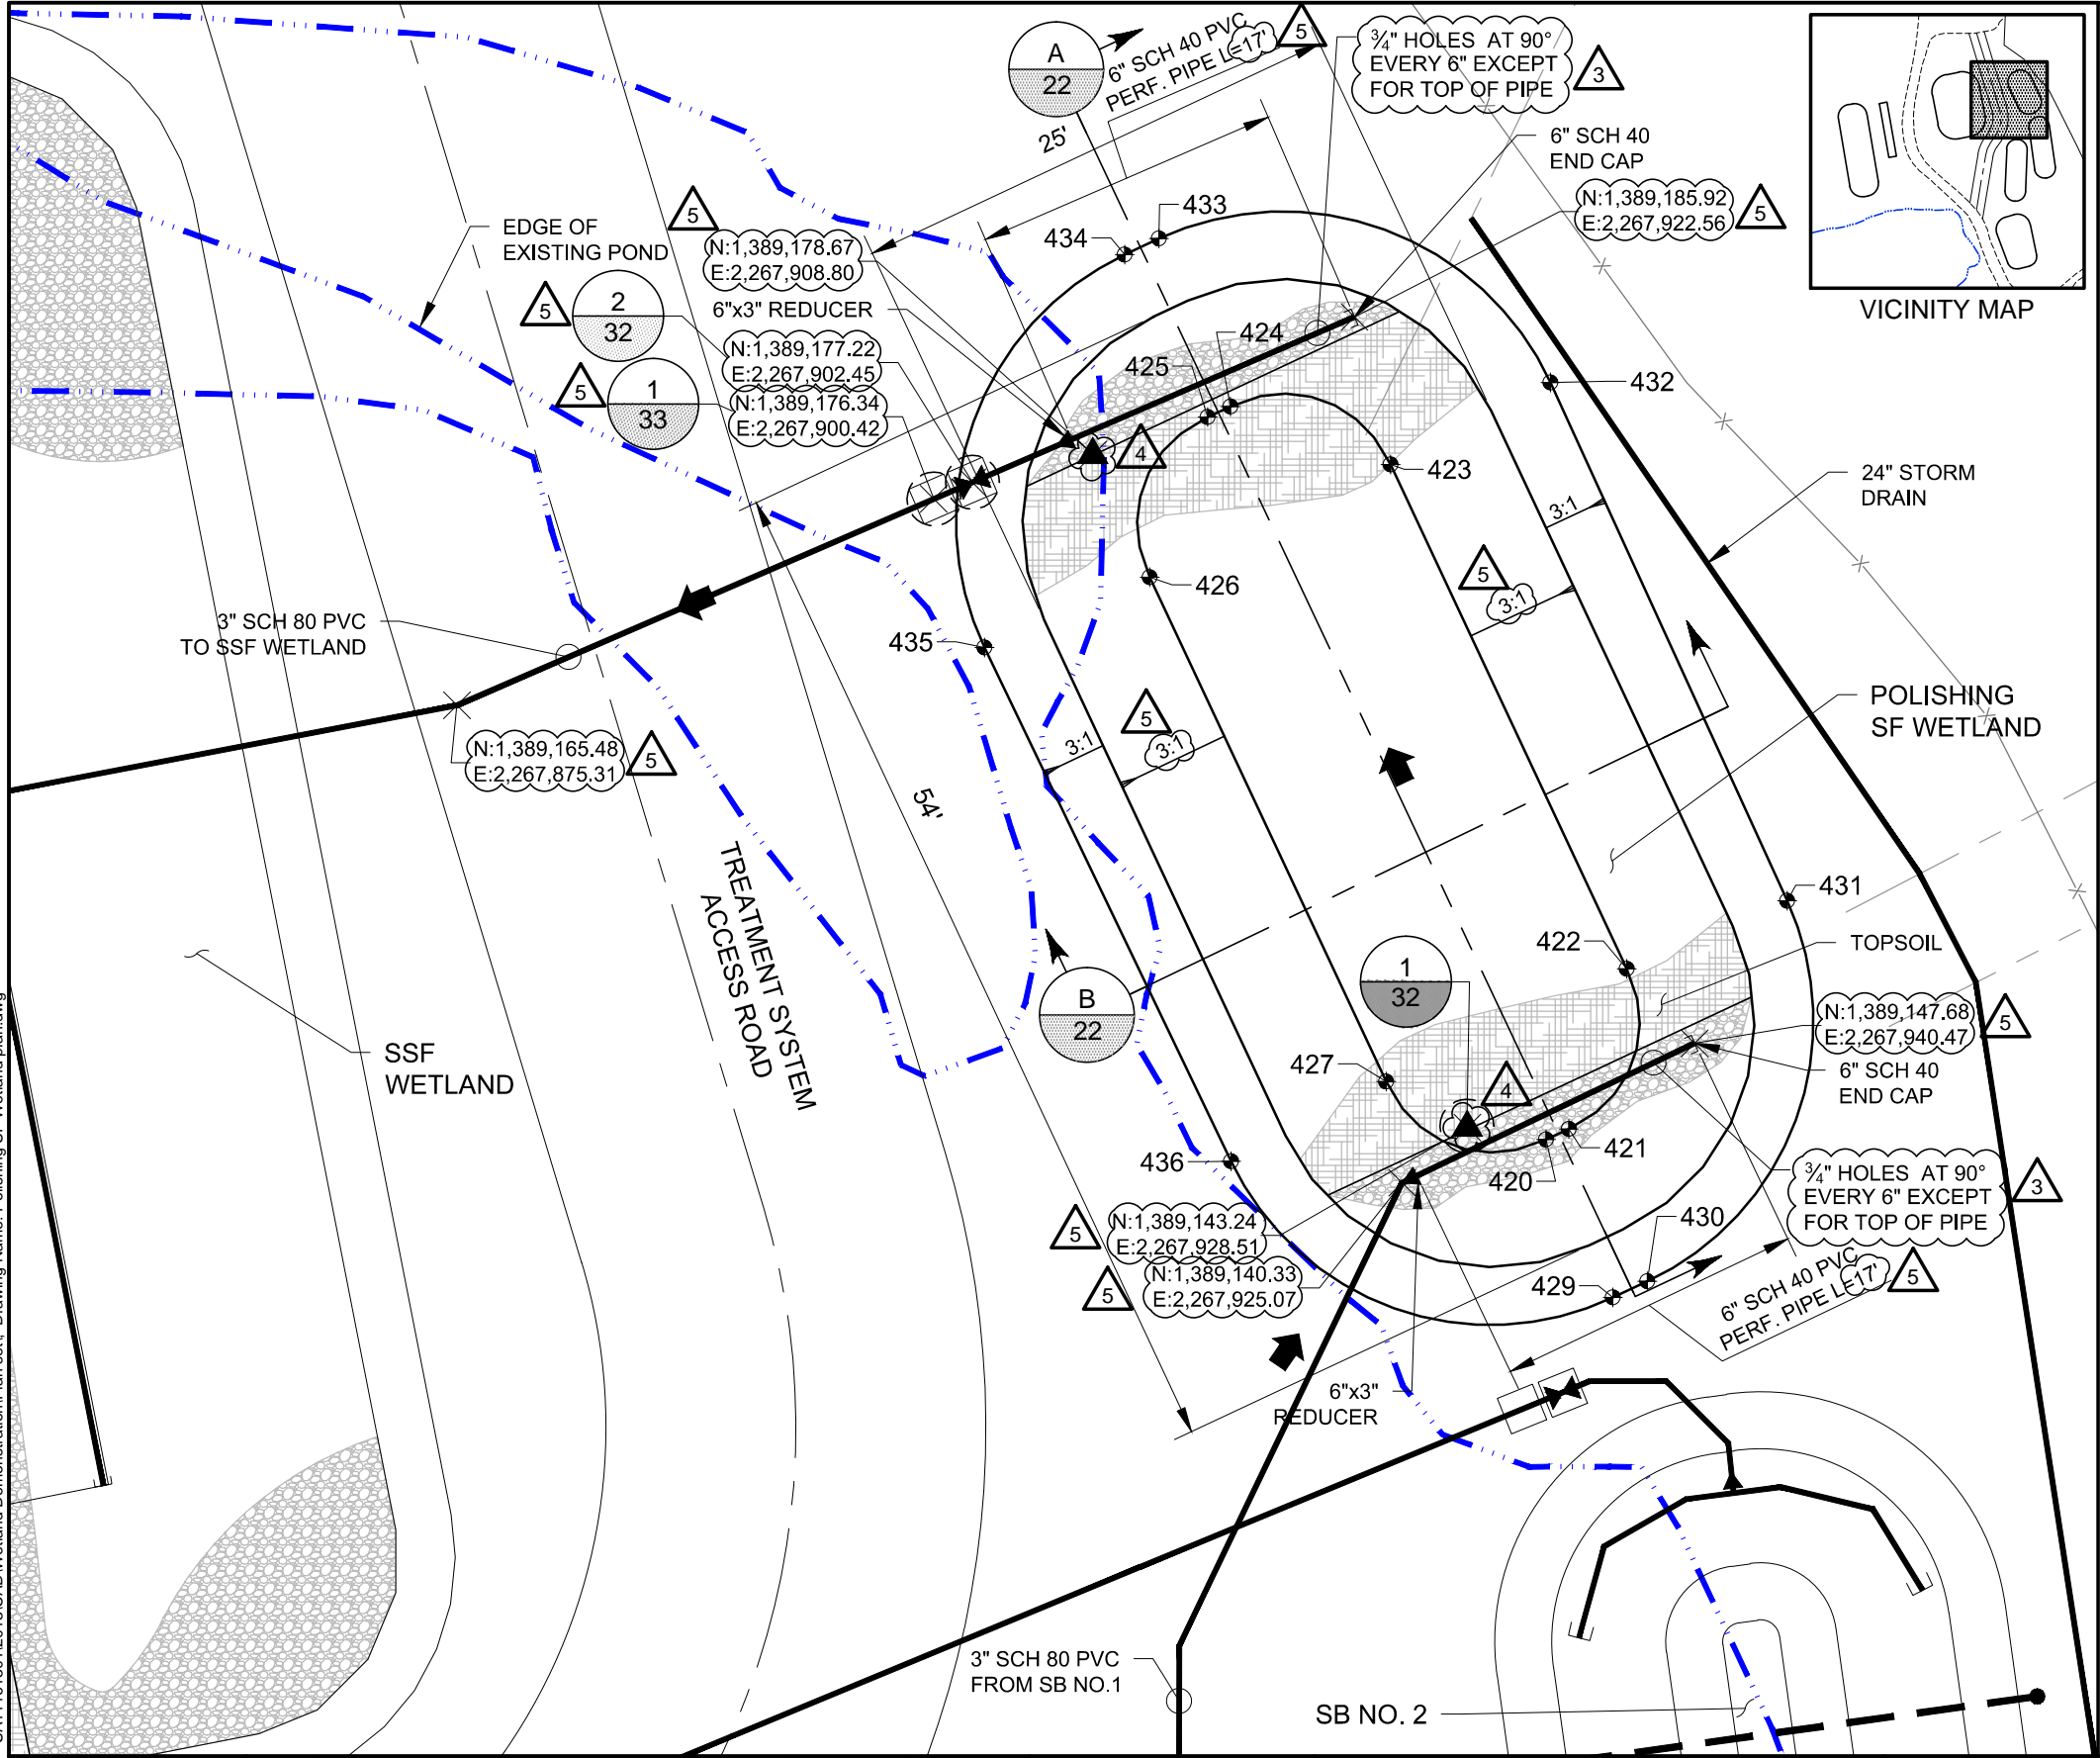 A
22
6" SCH 40 PVC
PERF. PIPE L=17'
5
3/4" HOLES AT 90°
EVERY 6" EXCEPT
FOR TOP OF PIPE
3
25'
6" SCH 40
END CAP
N:1,389,185.92
E:2,267,922.56
5
VICINITY MAP
EDGE OF
EXISTING POND
5
N:1,389,178.67
E:2,267,908.80
434
433
5
2
32
6"x3" REDUCER
N:1,389,177.22
E:2,267,902.45
5
1
33
N:1,389,176.34
E:2,267,900.42
425
424
432
4
423
24" STORM
DRAIN
3:1
5
3:1
426
3" SCH 80 PVC
TO SSF WETLAND
435
POLISHING
SF WETLAND
N:1,389,165.48
E:2,267,875.31
5
5
3:1
3:1
54'
TREATMENT SYSTEM
ACCESS ROAD
431
422
TOPSOIL
B
22
1
32
N:1,389,147.68
E:2,267,940.47
5
SSF
WETLAND
427
4
6" SCH 40
END CAP
436
420
421
3/4" HOLES AT 90°
EVERY 6" EXCEPT
FOR TOP OF PIPE
3
5
N:1,389,143.24
E:2,267,928.51
5
N:1,389,140.33
E:2,267,925.07
430
429
6" SCH 40 PVC
PERF. PIPE L=17'
5
6"x3"
REDUCER
3" SCH 80 PVC
FROM SB NO.1
SB NO. 2